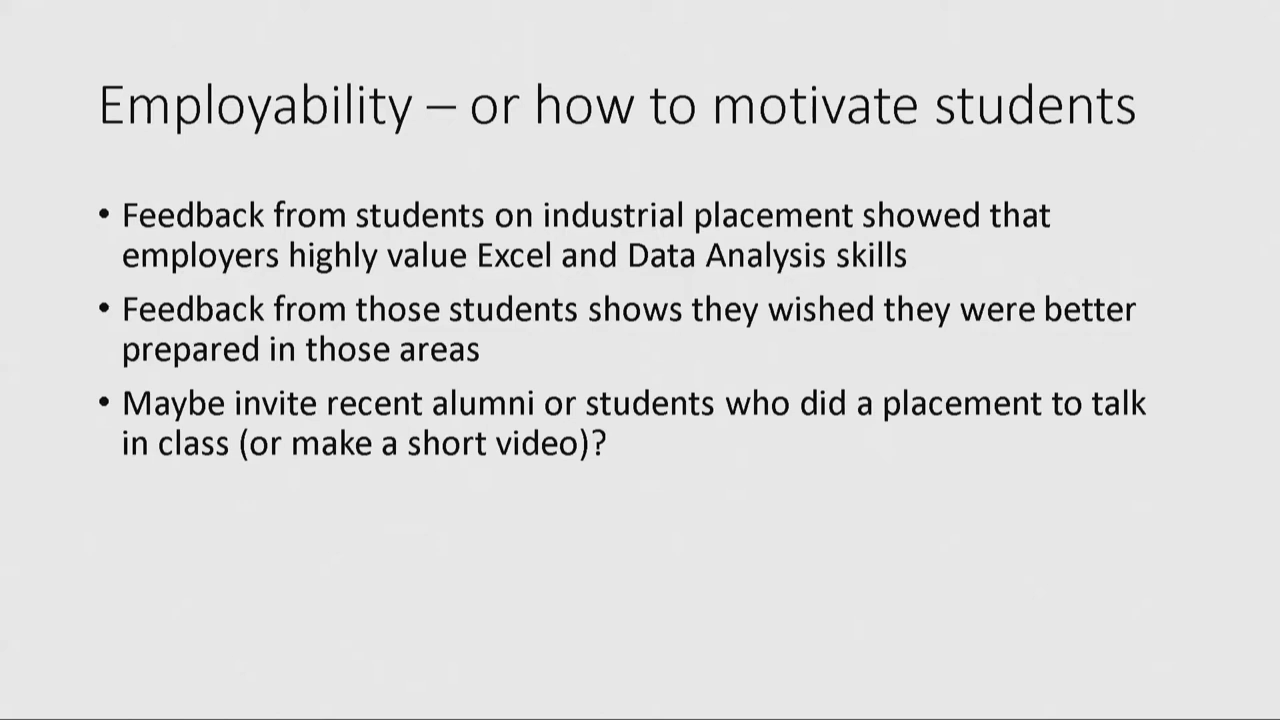 Employability – or how to motivate students
• Feedback from students on industrial placement showed that
employers highly value Excel and Data Analysis skills
• Feedback from those students shows they wished they were better
prepared in those areas
• Maybe invite recent alumni or students who did a placement to talk
in class (or make a short video)?